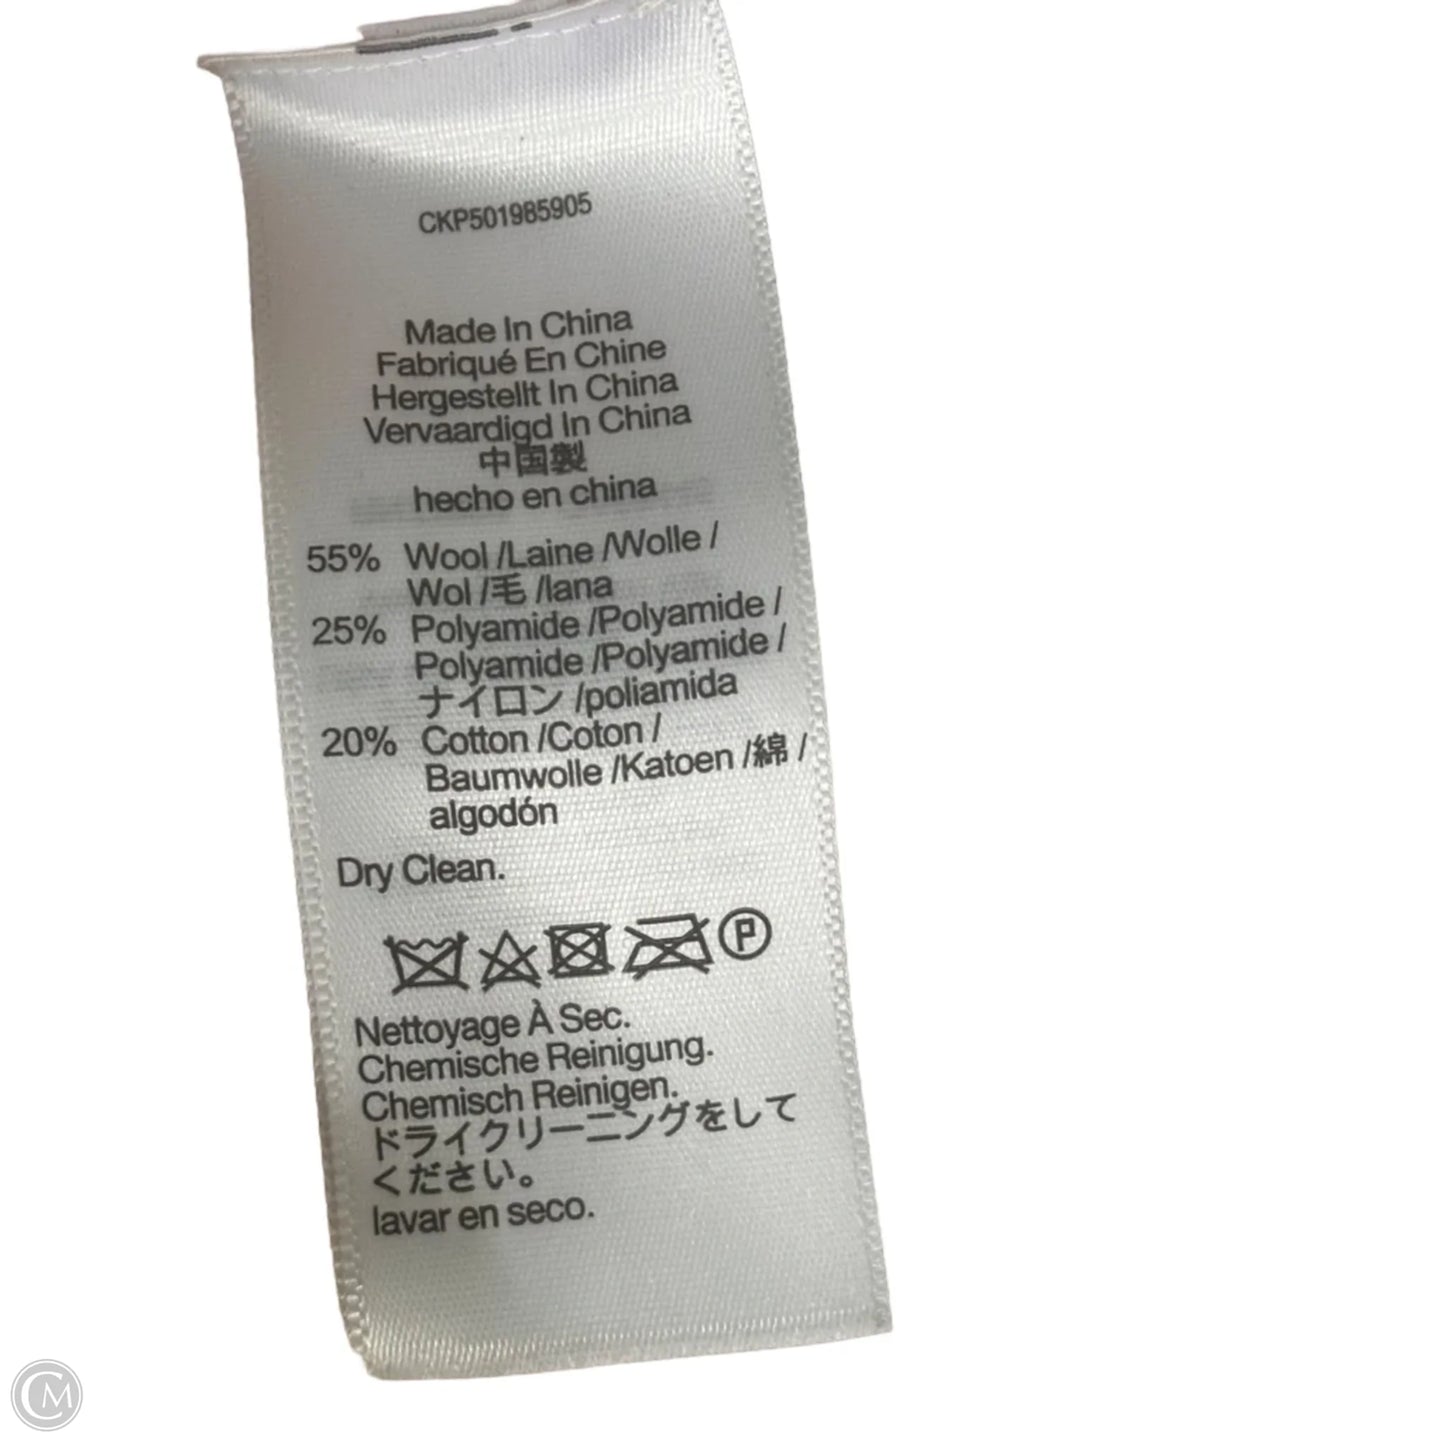 CKP501985905
Made In China
Fabriqué En Chine
Hergestellt In China
Vervaardigd In China
中国製
hecho en china
55% Wool /Laine /Wolle /
Wol /毛 /lana
25% Polyamide /Polyamide /
Polyamide /Polyamide /
ナイロン /poliamida
20% Cotton /Coton /
Baumwolle /Katoen /綿 /
algodón
Dry Clean.
P
Nettoyage À Sec.
Chemische Reinigung.
Chemisch Reinigen.
ドライクリーニングをして
ください。
lavar en seco.
CM